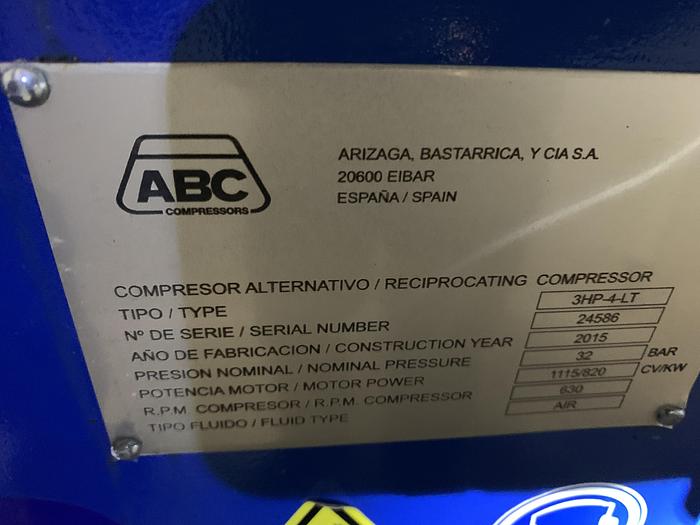 ABC
COMPRESSORS
ARIZAGA, BASTARRICA, Y CIA S.A.
20600 EIBAR
ESPAÑA / SPAIN
COMPRESOR ALTERNATIVO / RECIPROCATING COMPRESSOR
TIPO / TYPE 3HP-4-LT
Nº DE SERIE / SERIAL NUMBER 24586
AÑO DE FABRICACION / CONSTRUCTION YEAR 2015
PRESION NOMINAL / NOMINAL PRESSURE 32 BAR
POTENCIA MOTOR / MOTOR POWER 1115/820 CV/KW
R.P.M. COMPRESOR / R.P.M. COMPRESSOR 630
TIPO FLUIDO / FLUID TYPE AIR